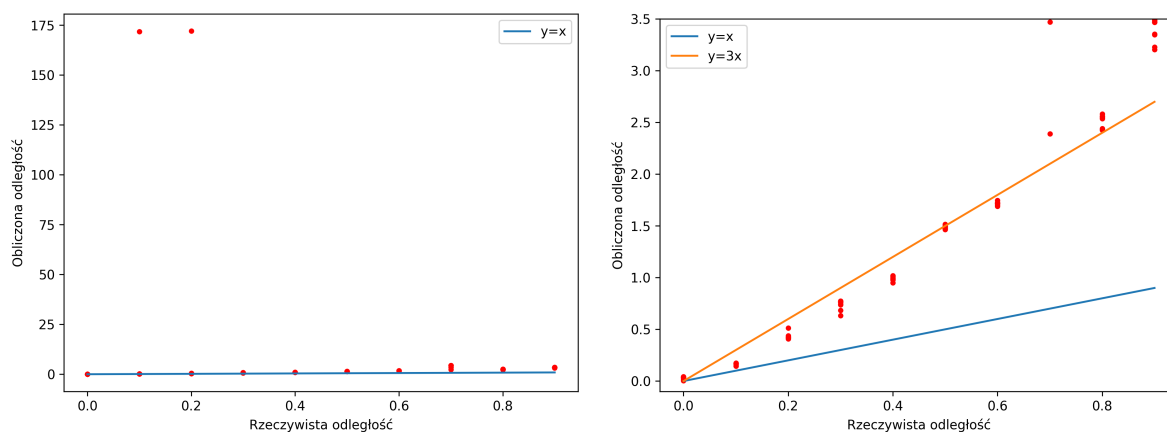 175
150
125
100
75
50
25
0
Obliczona odległość
0.0 0.2 0.4 0.6 0.8
Rzeczywista odległość
y=x
3.5
3.0
2.5
2.0
1.5
1.0
0.5
0.0
Obliczona odległość
0.0 0.2 0.4 0.6 0.8
Rzeczywista odległość
y=x
y=3x